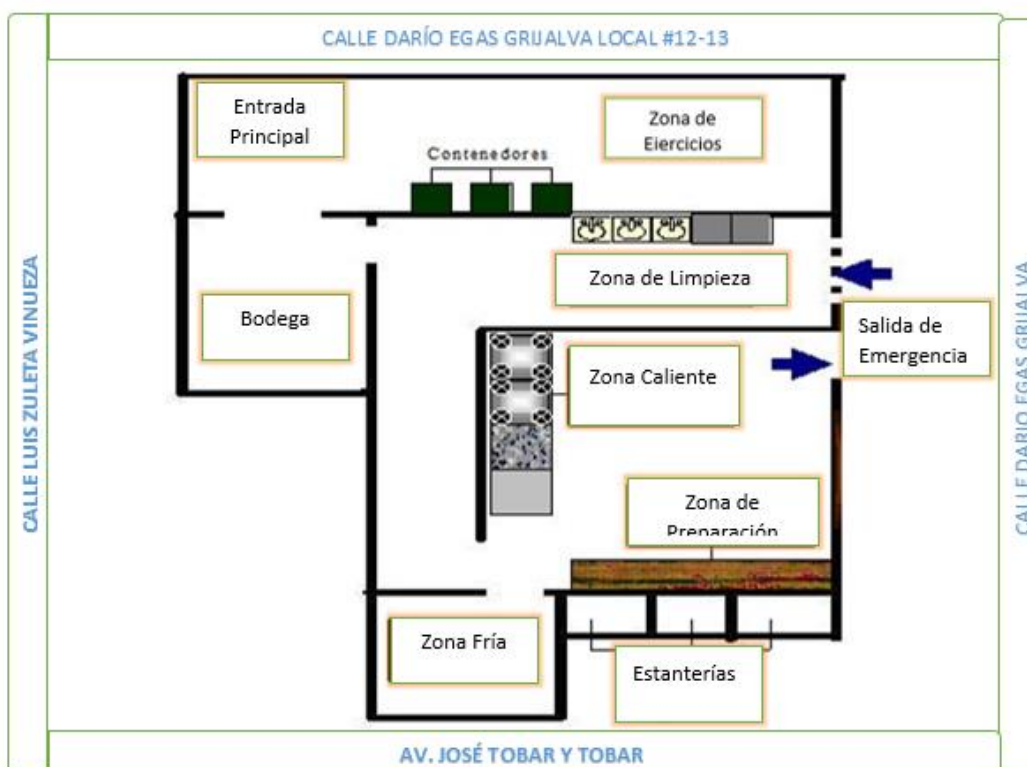 CALLE DARÍO EGAS GRIJALVA LOCAL #12-13
CALLE LUIS ZULETA VINUEZA
CALLE DARIO EGAS GRIJALVA
Entrada
Principal
Zona de
Eiercicios
Contenedores
Zona de Limpieza
Bodega
Salida de
Emergencia
Zona Caliente
Zona de
Preparación
Zona Fría
Estanterías
AV. JOSÉ TOBAR Y TOBAR